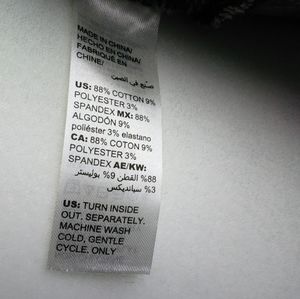 MADE IN CHINA/
HECHO EN CHINA/
FABRIQUÉ EN
CHINE/
صنع في الصين
US: 88% COTTON 9%
POLYESTER 3%
SPANDEX MX: 88%
ALGODÓN 9%
poliéster 3% elastano
CA: 88% COTTON 9%
POLYESTER 3%
SPANDEX AE/KW:
88% القطن 9% بوليستر
3% سبانديكس
US: TURN INSIDE
OUT. SEPARATELY.
MACHINE WASH
COLD, GENTLE
CYCLE. ONLY